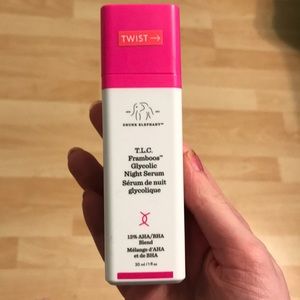 TWIST →
DRUNK ELEPHANT™
T.L.C.
Framboos™
Glycolic
Night Serum
Sérum de nuit
glycolique
12% AHA/BHA
Blend
Mélange d'AHA
et de BHA
30 ml / 1 fl oz